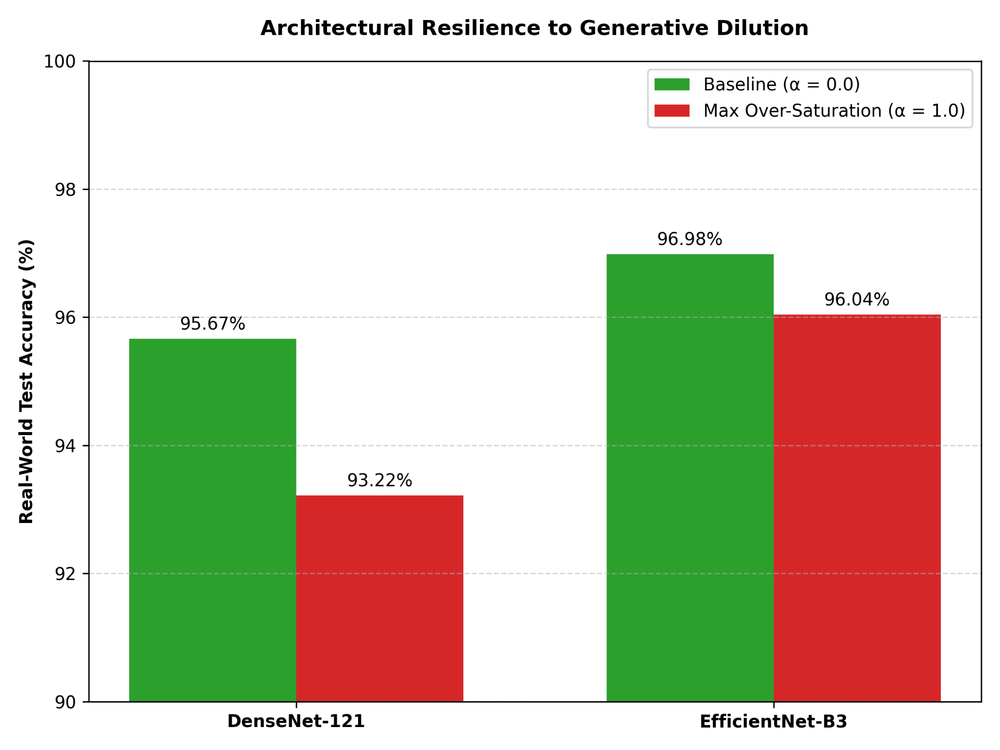 Architectural Resilience to Generative Dilution
Baseline (α = 0.0)
Max Over-Saturation (α = 1.0)
Real-World Test Accuracy (%)
100
98
96
94
92
90
95.67%
93.22%
96.98%
96.04%
DenseNet-121
EfficientNet-B3